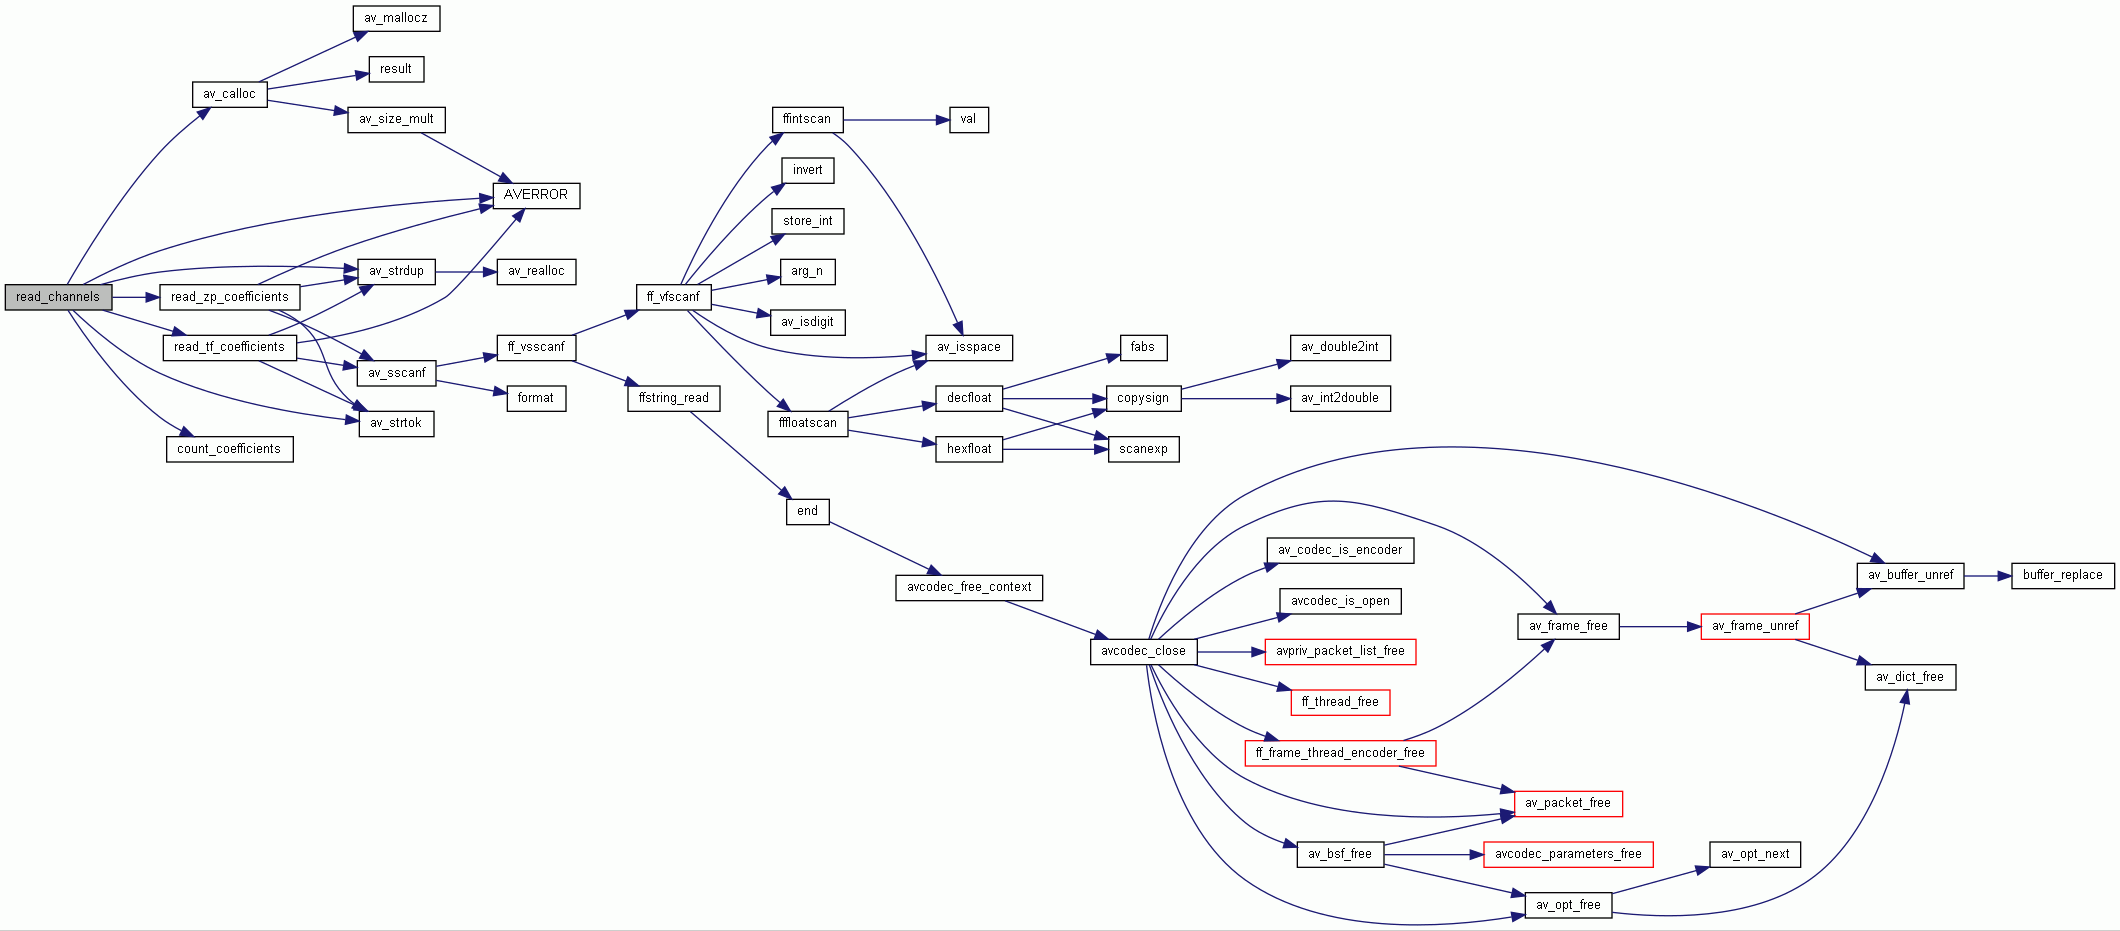 av_mallocz
result
av_calloc
av_size_mult
ffintscan
val
invert
AVERROR
store_int
av_strdup
av_realloc
arg_n
read_channels
read_zp_coefficients
ff_vfscanf
av_isdigit
read_tf_coefficients
ff_vsscanf
av_isspace
fabs
av_double2int
av_sscanf
format
ffstring_read
decfloat
copysign
av_int2double
av_strtok
fffloatscan
count_coefficients
hexfloat
scanexp
end
av_codec_is_encoder
av_buffer_unref
buffer_replace
avcodec_free_context
avcodec_is_open
av_frame_free
av_frame_unref
avcodec_close
avpriv_packet_list_free
av_dict_free
ff_thread_free
ff_frame_thread_encoder_free
av_packet_free
av_bsf_free
avcodec_parameters_free
av_opt_next
av_opt_free